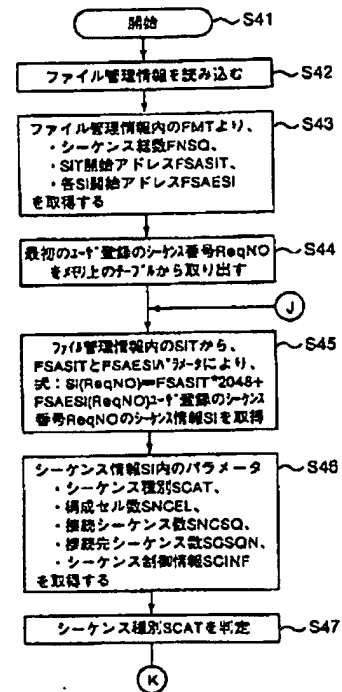 開始
S41
ファイル管理情報を読み込む
S42
ファイル管理情報内のFMTより、
・シーケンス総数FNSQ、
・SIT開始アドレスFSASIT、
・各SI開始アドレスFSAESI
を取得する
S43
最初のユーザ登録のシーケンス番号ReqNO
をメモリ上のテーブルから取り出す
S44
J
ファイル管理情報内のSITから、
FSASITとFSAESIパラメータにより、
式:SI(ReqNO)=FSASIT*2048+
FSAESI(ReqNO)ユーザ登録のシーケンス
番号ReqNOのシーケンス情報SIを取得
S45
シーケンス情報SI内のパラメータ
・シーケンス種別SCAT、
・構成セル数SNCEL、
・接続シーケンス数SNCSQ、
・接続先シーケンス数SCSQN、
・シーケンス制御情報SCINF
を取得する
S46
シーケンス種別SCATを判定
S47
K